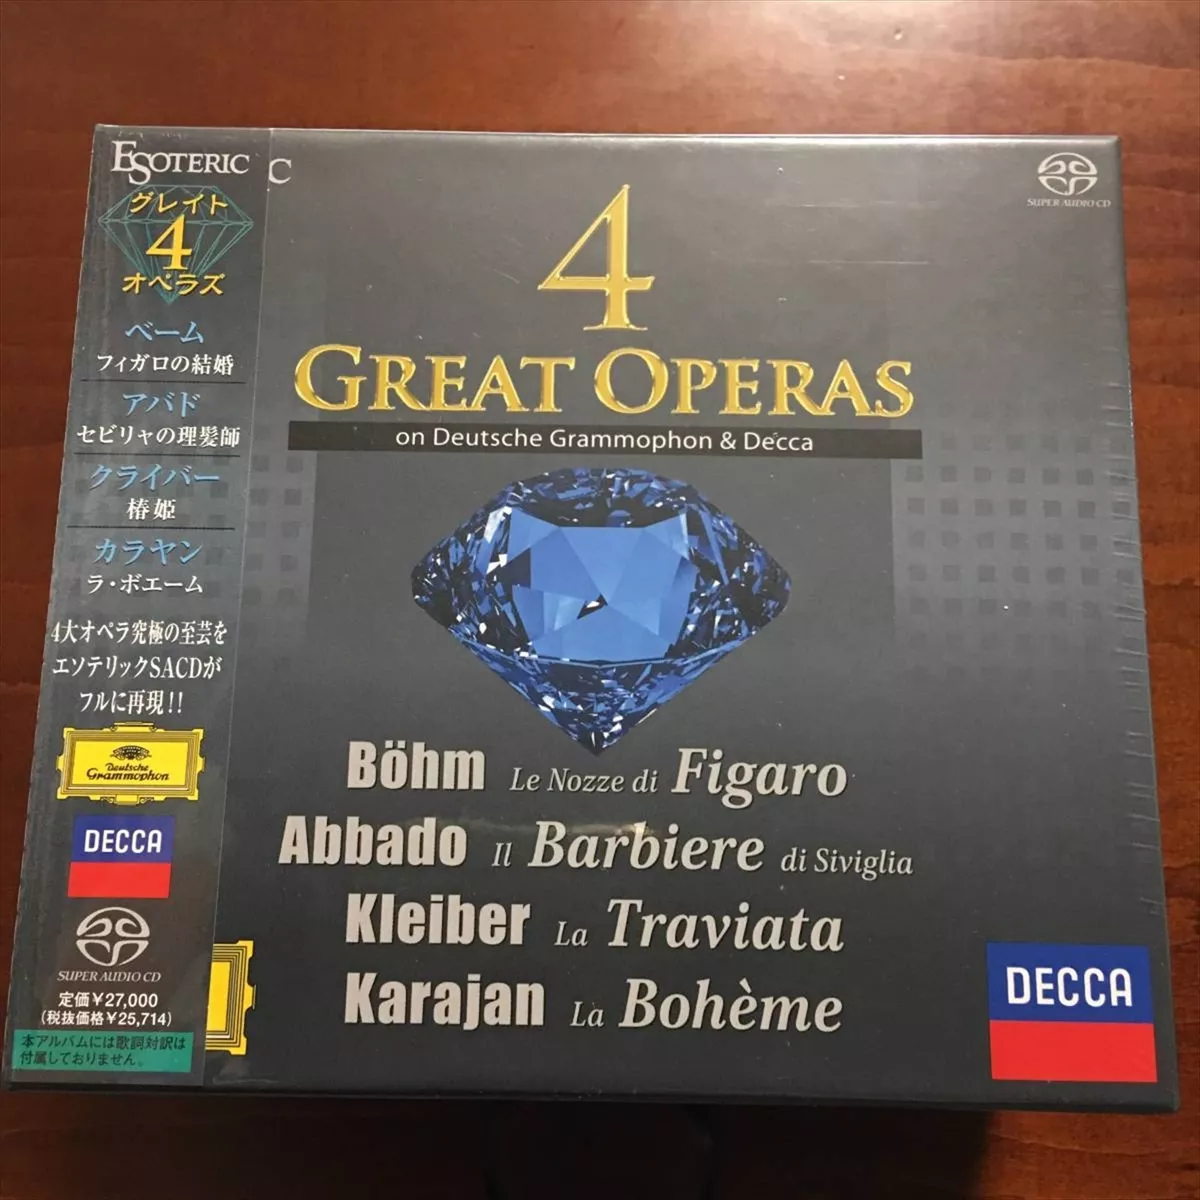 ESOTERIC
グレイト
4
オペラズ
ベーム
フィガロの結婚
アバド
セビリャの理髪師
クライバー
椿姫
カラヤン
ラ・ボエーム
4大オペラ究極の至芸を
エソテリックSACDが
フルに再現!!
Deutsche
Grammophon
DECCA
SUPER AUDIO CD
定価¥27,000
(税抜価格¥25,714)
本アルバムには歌詞対訳は
付属しておりません。
C
SUPER AUDIO CD
4
GREAT OPERAS
on Deutsche Grammophon & Decca
Böhm Le Nozze di Figaro
Abbado Il Barbiere di Siviglia
Kleiber La Traviata
Karajan La Bohème
DECCA